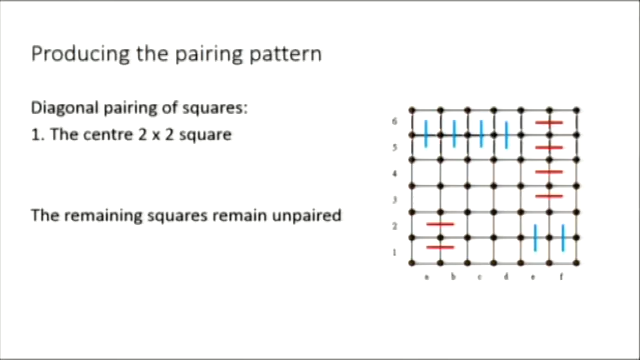 Producing the pairing pattern
Diagonal pairing of squares:
1. The centre 2 x 2 square
The remaining squares remain unpaired
6
5
4
3
2
1
a b c d e f